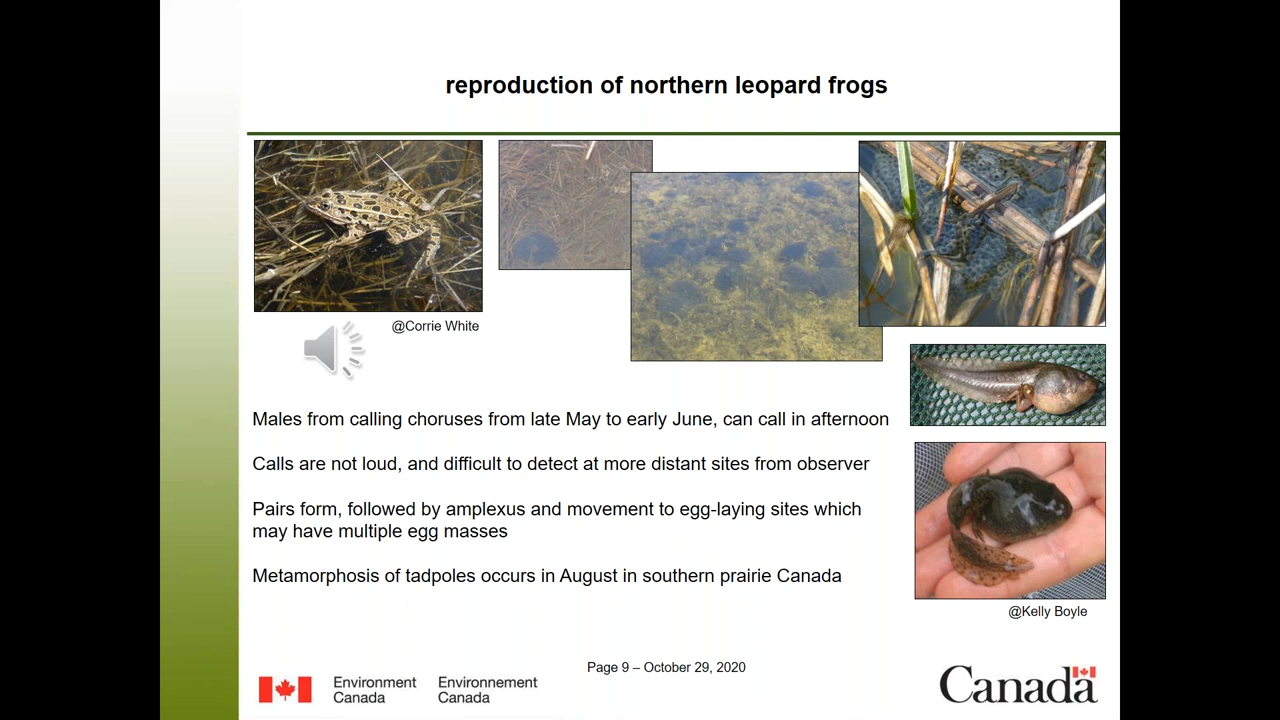 reproduction of northern leopard frogs
@Corrie White
Males from calling choruses from late May to early June, can call in afternoon
Calls are not loud, and difficult to detect at more distant sites from observer
Pairs form, followed by amplexus and movement to egg-laying sites which
may have multiple egg masses
Metamorphosis of tadpoles occurs in August in southern prairie Canada
@Kelly Boyle
Page 9 – October 29, 2020
Environment
Canada
Environnement
Canada
Canada